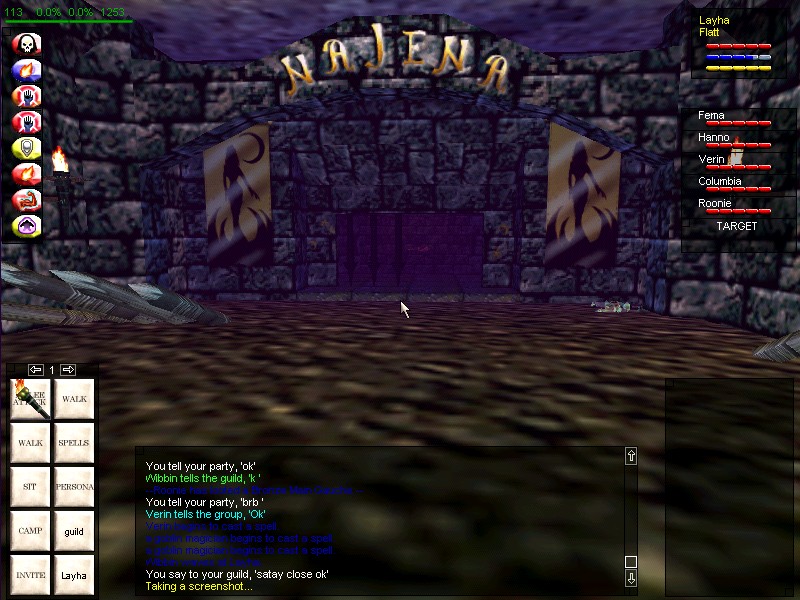 113 0.0% 0.0% 1253
Layha
Flatt
NAJENA
Fema
Hanno
Verin
Columbia
Roonie
TARGET
1
WALK
WALK
SPELLS
SIT
PERSONA
CAMP
guild
INVITE
Layha
You tell your party, 'ok'
Wibbin tells the guild, 'k '
You tell your party, 'brb '
Verin tells the group, 'Ok'
Verin begins to cast a spell
a goblin magician begins to cast a spell
a goblin magician begins to cast a spell
You say to your guild, 'satay close ok'
Taking a screenshot...